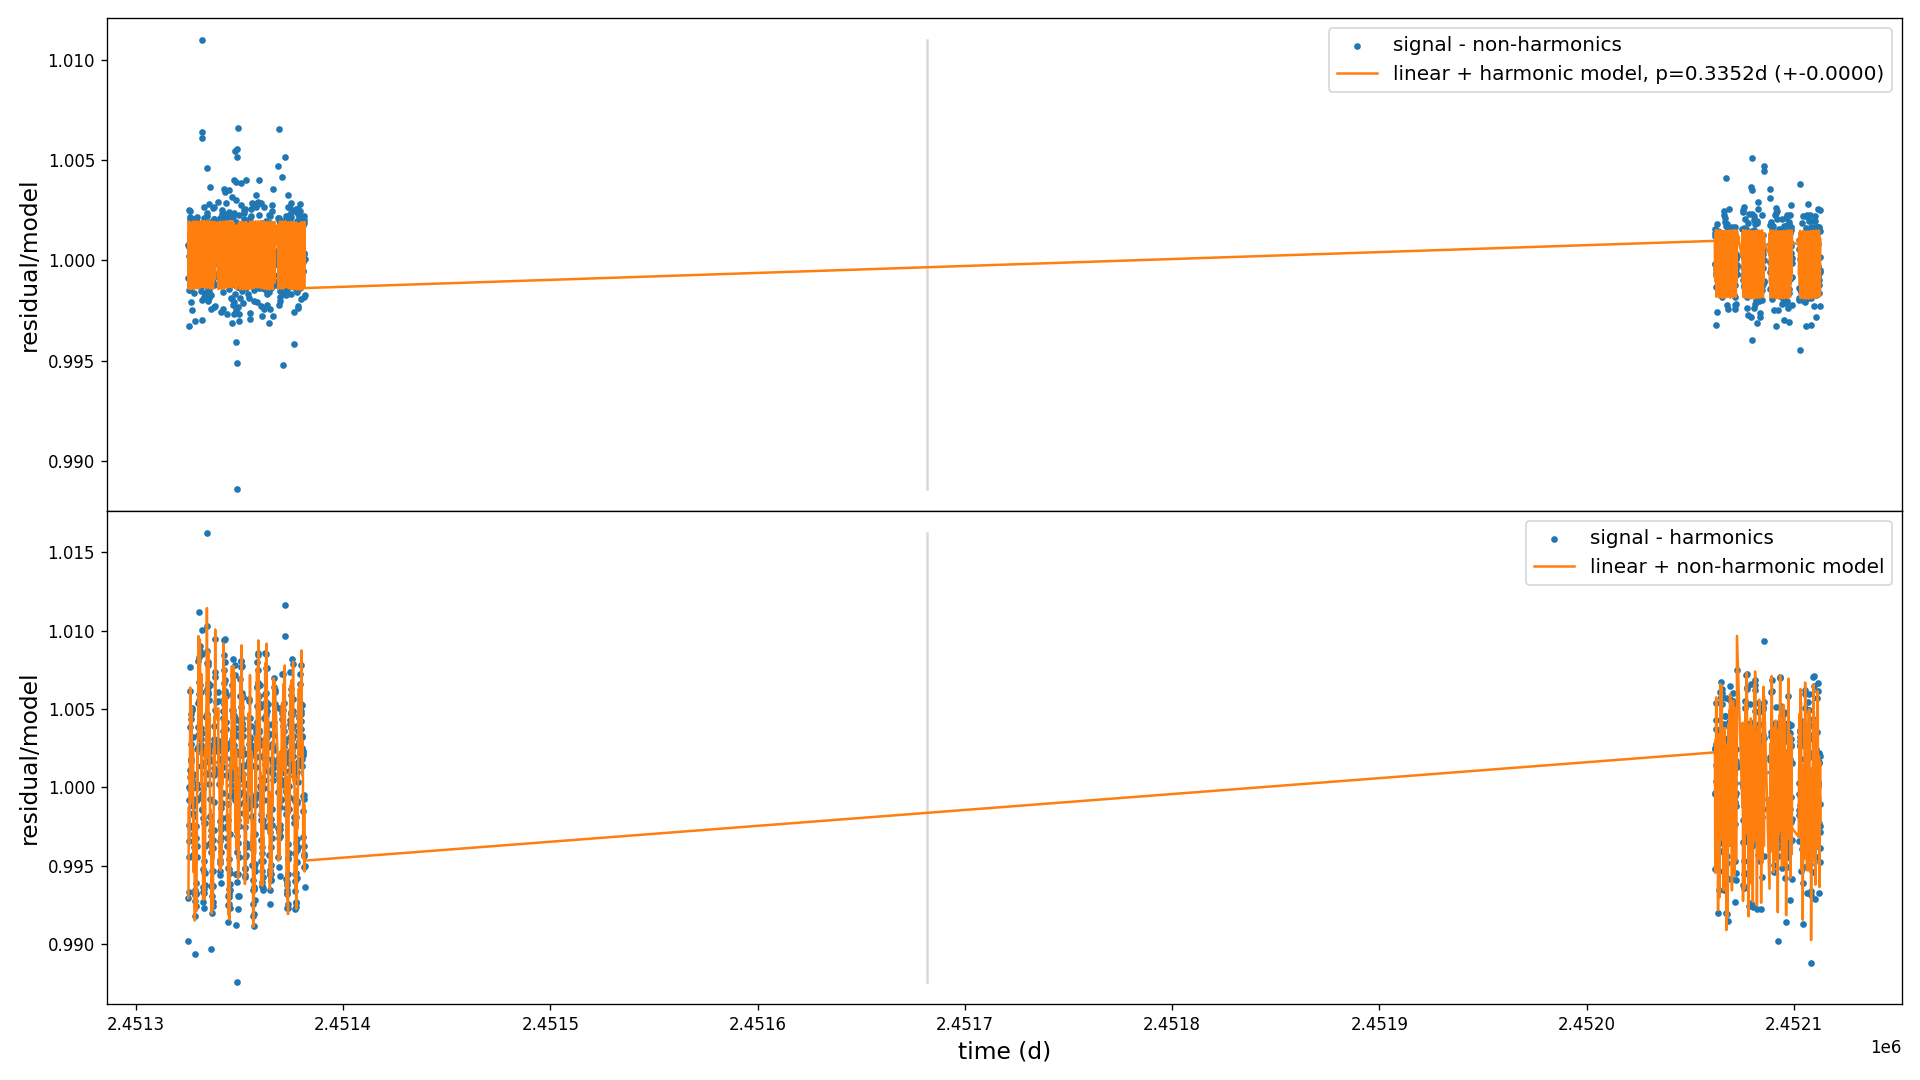 signal - non-harmonics
linear + harmonic model, p=0.3352d (+-0.0000)
1.010
1.005
1.000
0.995
0.990
residual/model
signal - harmonics
linear + non-harmonic model
1.015
1.010
1.005
1.000
0.995
0.990
residual/model
2.4513 2.4514 2.4515 2.4516 2.4517 2.4518 2.4519 2.4520 2.4521
1e6
time (d)